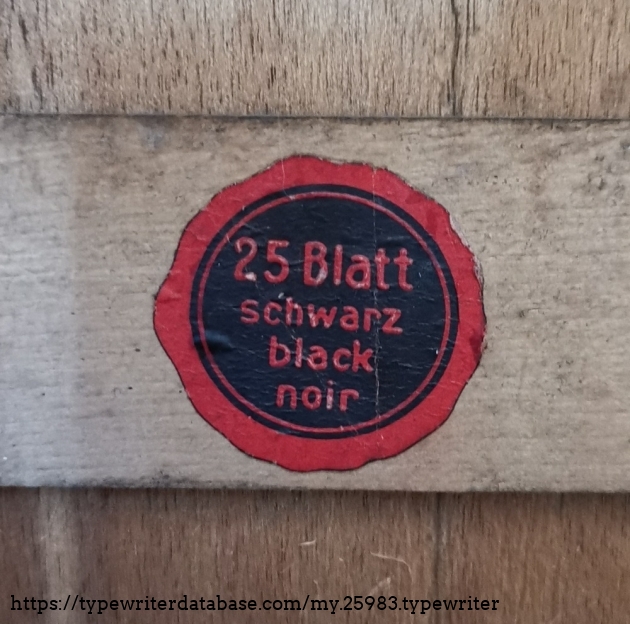 25 Blatt
schwarz
black
noir
https://typewriterdatabase.com/my.25983.typewriter